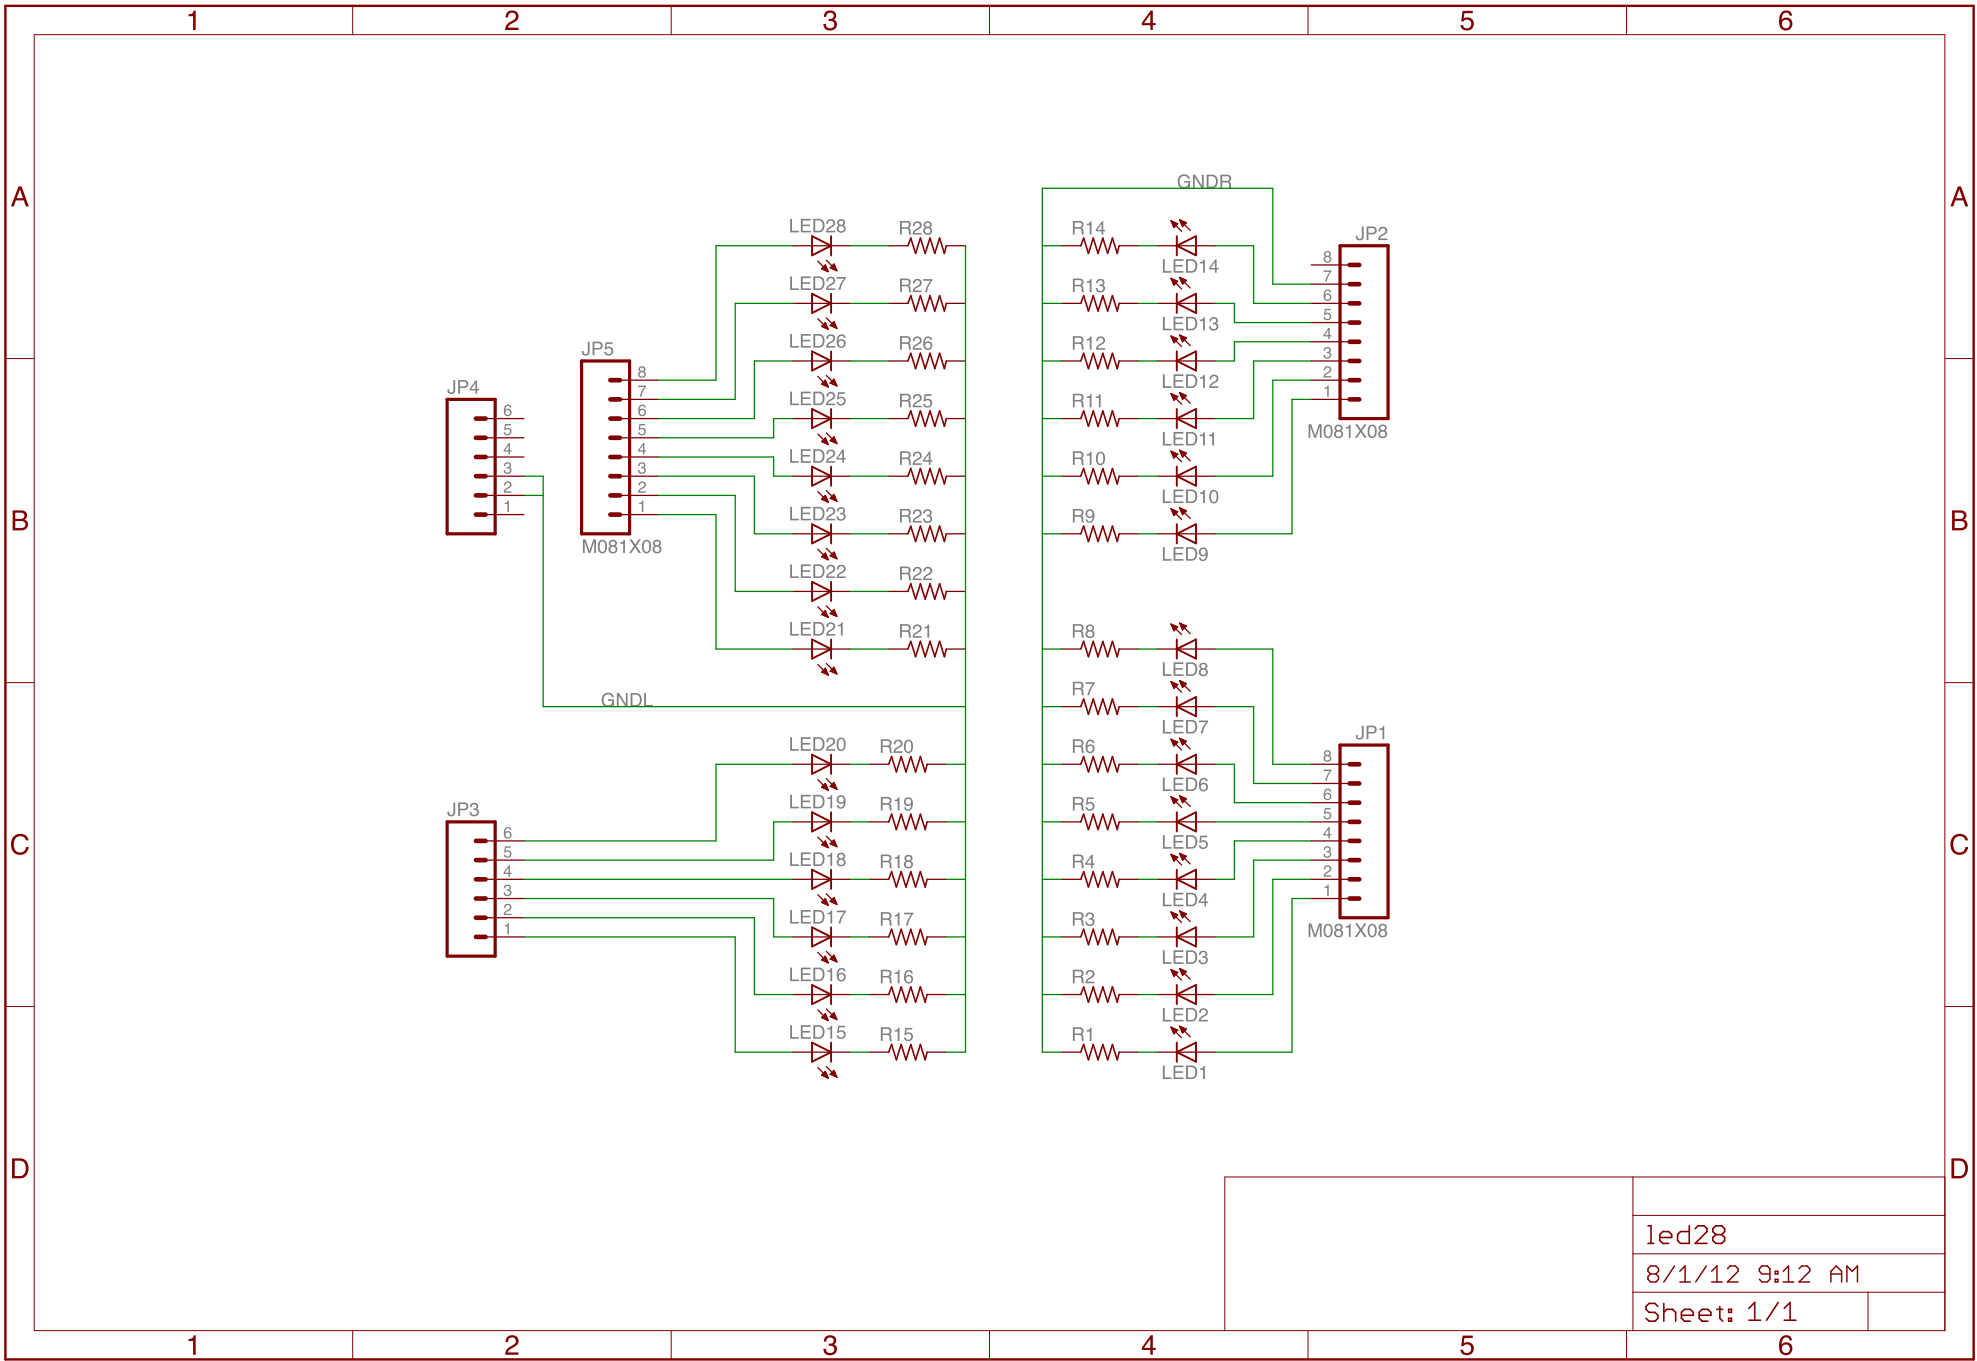 1 2 3 4 5 6
A A
GNDR
LED28 R28
R14
JP2
LED14
8
7
6
5
4
3
2
1
LED27 R27
R13
LED13
LED26 R26
R12
LED12
JP5
8
7
6
5
4
3
2
1
M081X08
JP4
6
5
4
3
2
1
LED25 R25
R11
LED11
M081X08
LED24 R24
R10
LED10
B B
LED23 R23
R9
LED9
LED22 R22
LED21 R21
R8
LED8
GNDL
R7
LED7
JP1
8
7
6
5
4
3
2
1
M081X08
LED20 R20
R6
LED6
JP3
6
5
4
3
2
1
LED19 R19
R5
LED5
C C
LED18 R18
R4
LED4
LED17 R17
R3
LED3
LED16 R16
R2
LED2
LED15 R15
R1
LED1
D D
led28
8/1/12 9:12 AM
Sheet: 1/1
1 2 3 4 5 6